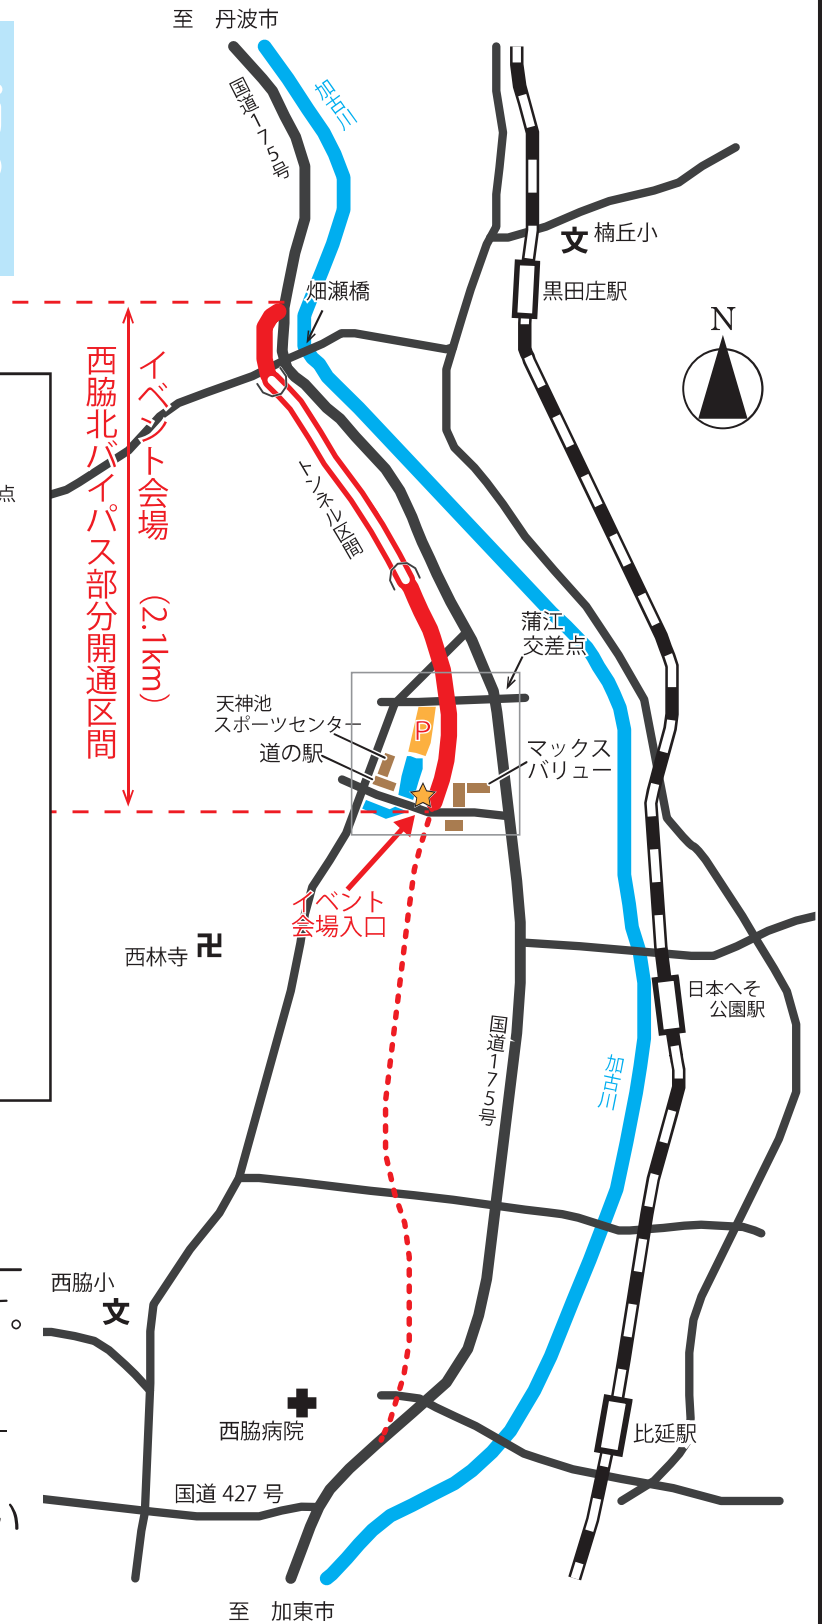 至　丹波市
国道175号
加古川
楠丘小
文
畑瀬橋
黒田庄駅
N
イベント会場　（2.1km）
西脇北バイパス部分開通区間
点
トンネル区間
蒲江
交差点
天神池
スポーツセンター
道の駅
P
マックス
バリュー
イベント
会場入口
西林寺
卍
日本へそ
公園駅
国道175号
加古川
西脇小
文
。
西脇病院
比延駅
国道 427 号
至　加東市